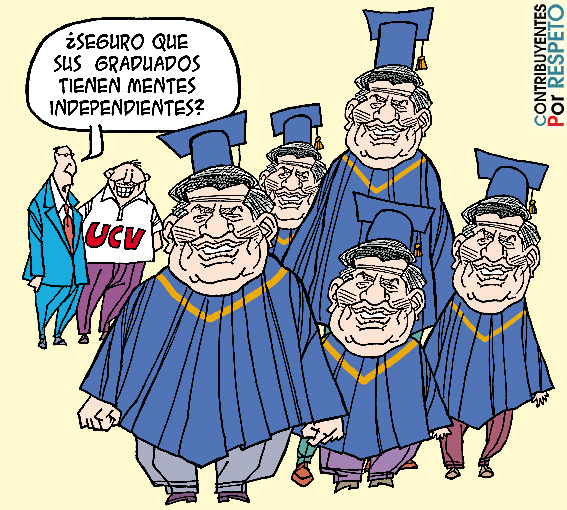 ¿SEGURO QUE
SUS GRADUADOS
TIENEN MENTES
INDEPENDIENTES?
UCV
CONTRIBUYENTES
Por RESPETO